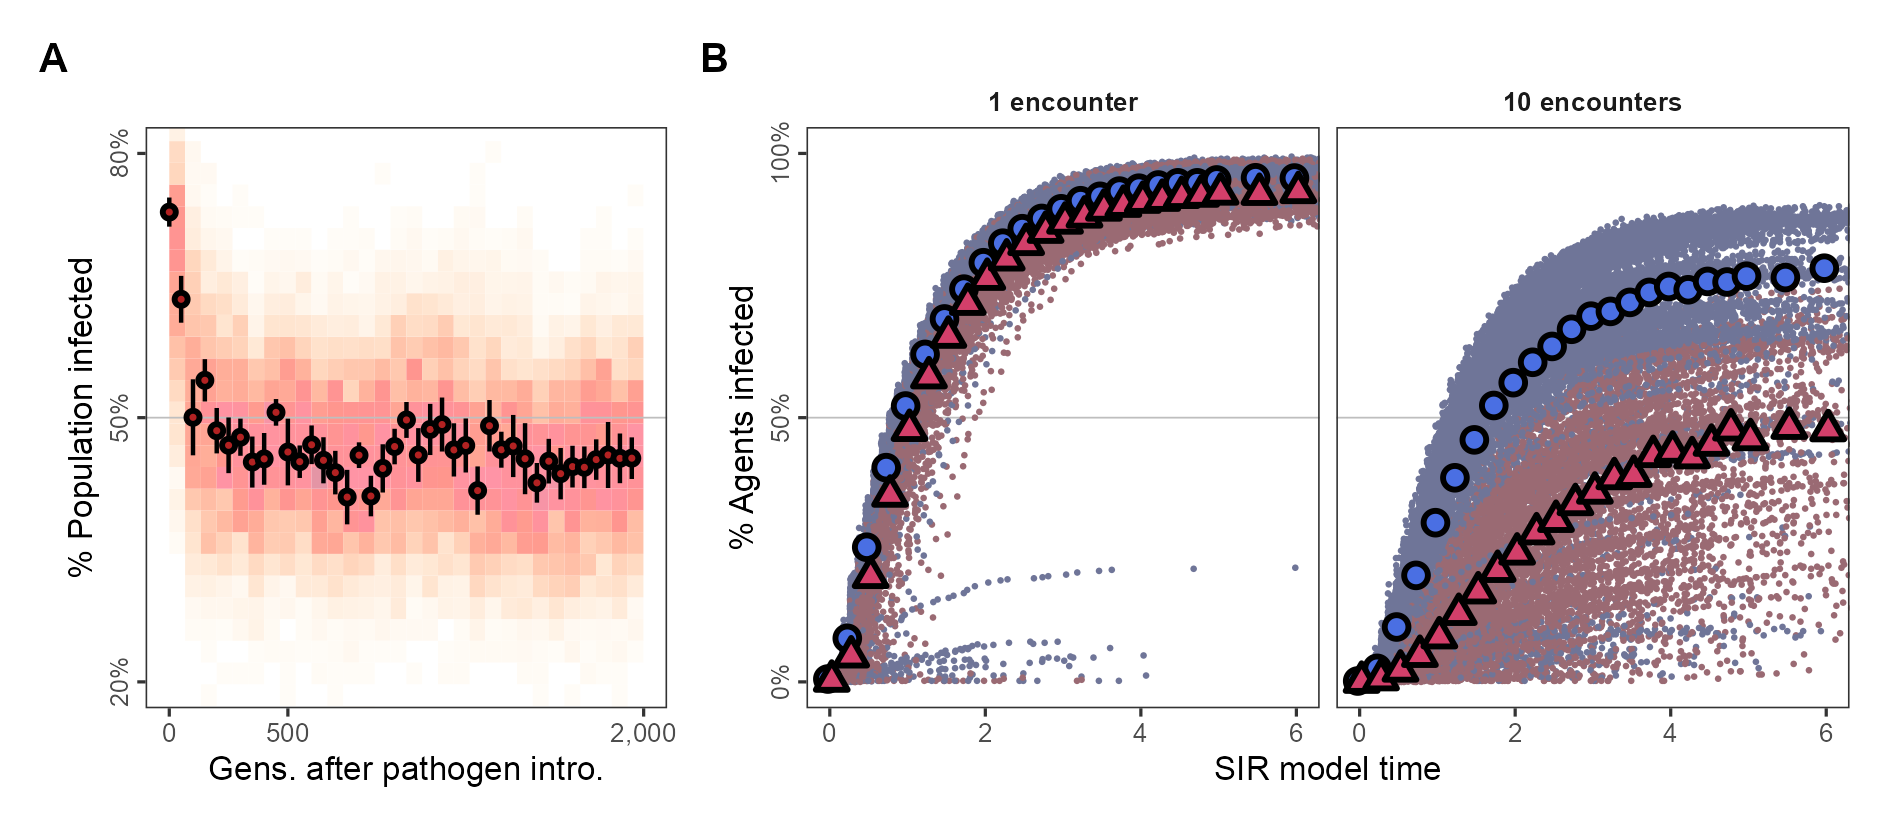 A
B
1 encounter
10 encounters
% Population infected
80%
50%
20%
0
500
2,000
Gens. after pathogen intro.
% Agents infected
100%
50%
0%
0
2
4
6
0
2
4
6
SIR model time